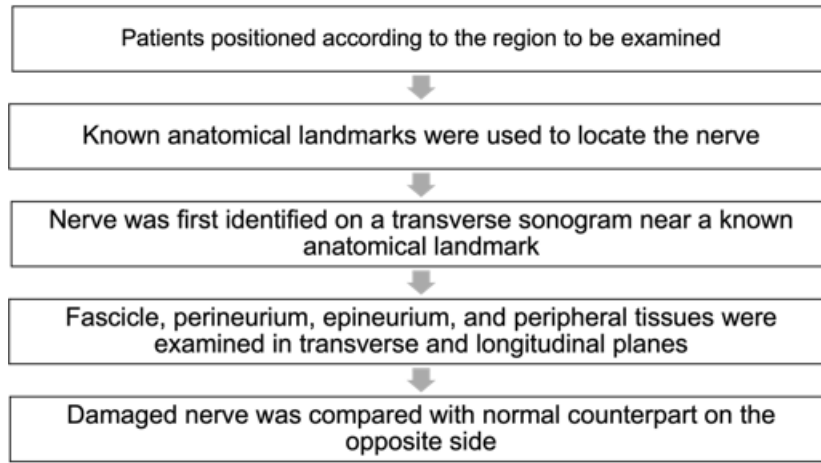 Patients positioned according to the region to be examined
Known anatomical landmarks were used to locate the nerve
Nerve was first identified on a transverse sonogram near a known
anatomical landmark
Fascicle, perineurium, epineurium, and peripheral tissues were
examined in transverse and longitudinal planes
Damaged nerve was compared with normal counterpart on the
opposite side